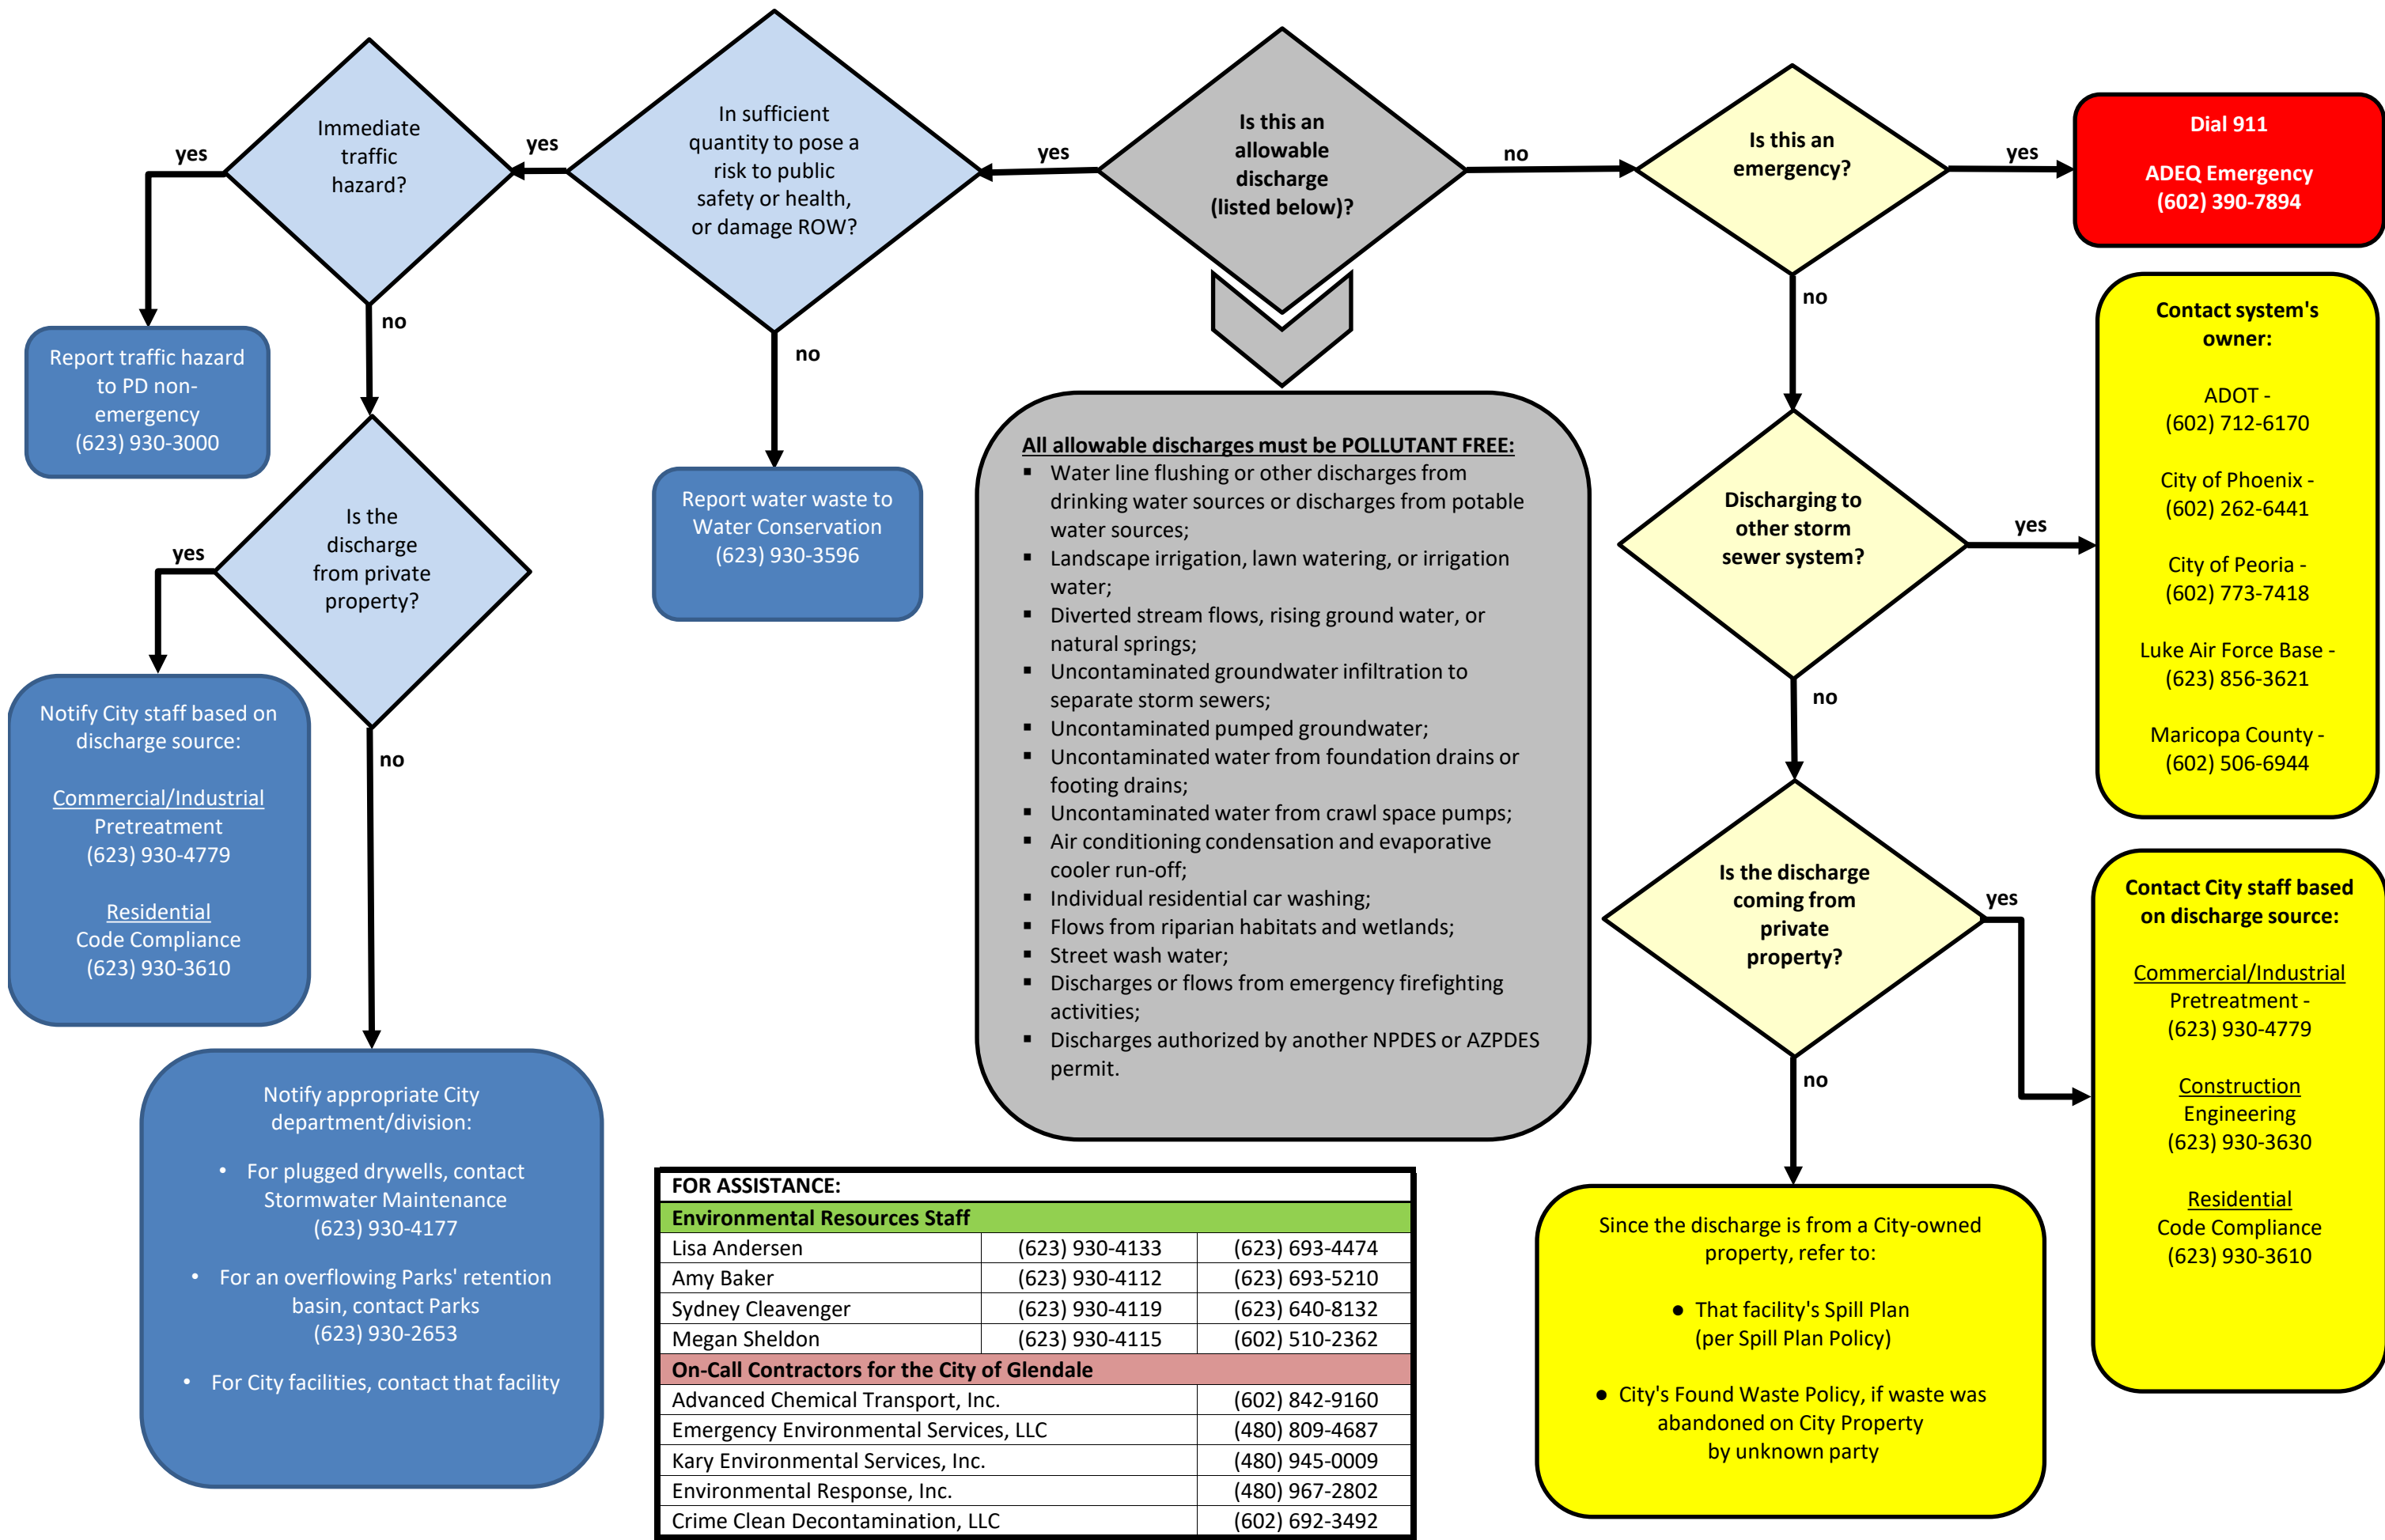 Immediate
traffic
hazard?
yes
no
Report traffic hazard
to PD non-
emergency
(623) 930-3000
Is the
discharge
from private
property?
yes
no
Notify City staff based on
discharge source:
Commercial/Industrial
Pretreatment
(623) 930-4779
Residential
Code Compliance
(623) 930-3610
Notify appropriate City
department/division:
• For plugged drywells, contact
Stormwater Maintenance
(623) 930-4177
• For an overflowing Parks' retention
basin, contact Parks
(623) 930-2653
• For City facilities, contact that facility
In sufficient
quantity to pose a
risk to public
safety or health,
or damage ROW?
yes
no
Report water waste to
Water Conservation
(623) 930-3596
Is this an
allowable
discharge
(listed below)?
yes
no
All allowable discharges must be POLLUTANT FREE:
▪ Water line flushing or other discharges from
drinking water sources or discharges from potable
water sources;
▪ Landscape irrigation, lawn watering, or irrigation
water;
▪ Diverted stream flows, rising ground water, or
natural springs;
▪ Uncontaminated groundwater infiltration to
separate storm sewers;
▪ Uncontaminated pumped groundwater;
▪ Uncontaminated water from foundation drains or
footing drains;
▪ Uncontaminated water from crawl space pumps;
▪ Air conditioning condensation and evaporative
cooler run-off;
▪ Individual residential car washing;
▪ Flows from riparian habitats and wetlands;
▪ Street wash water;
▪ Discharges or flows from emergency firefighting
activities;
▪ Discharges authorized by another NPDES or AZPDES
permit.
FOR ASSISTANCE:
Environmental Resources Staff
Lisa Andersen (623) 930-4133 (623) 693-4474
Amy Baker (623) 930-4112 (623) 693-5210
Sydney Cleavenger (623) 930-4119 (623) 640-8132
Megan Sheldon (623) 930-4115 (602) 510-2362
On-Call Contractors for the City of Glendale
Advanced Chemical Transport, Inc. (602) 842-9160
Emergency Environmental Services, LLC (480) 809-4687
Kary Environmental Services, Inc. (480) 945-0009
Environmental Response, Inc. (480) 967-2802
Crime Clean Decontamination, LLC (602) 692-3492
Is this an
emergency?
yes
no
Dial 911
ADEQ Emergency
(602) 390-7894
Discharging to
other storm
sewer system?
yes
no
Contact system's
owner:
ADOT -
(602) 712-6170
City of Phoenix -
(602) 262-6441
City of Peoria -
(602) 773-7418
Luke Air Force Base -
(623) 856-3621
Maricopa County -
(602) 506-6944
Is the discharge
coming from
private
property?
yes
no
Contact City staff based
on discharge source:
Commercial/Industrial
Pretreatment -
(623) 930-4779
Construction
Engineering
(623) 930-3630
Residential
Code Compliance
(623) 930-3610
Since the discharge is from a City-owned
property, refer to:
● That facility's Spill Plan
(per Spill Plan Policy)
● City's Found Waste Policy, if waste was
abandoned on City Property
by unknown party